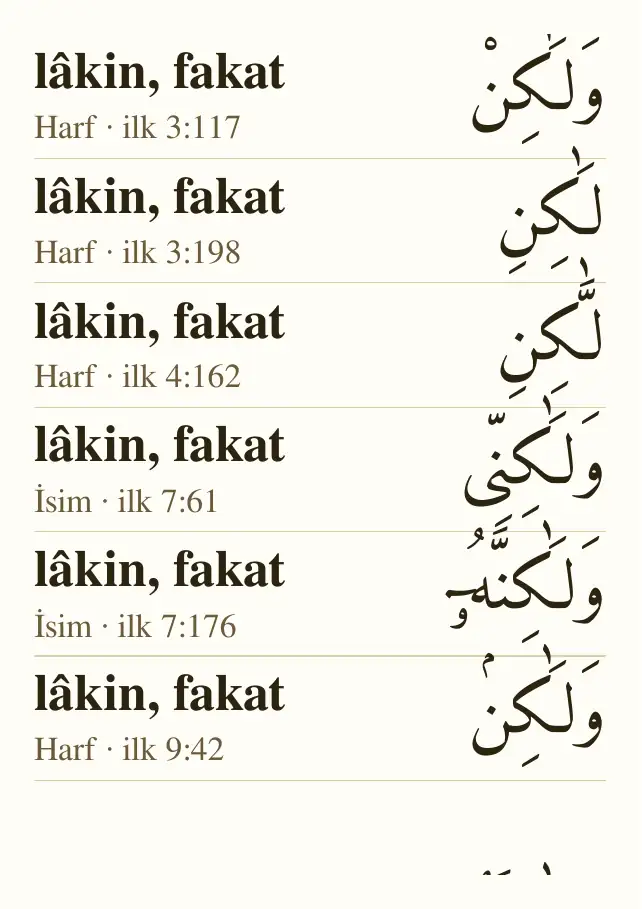 lâkin, fakat وَلَٰكِنْ
Harf · ilk 3:117
lâkin, fakat لَٰكِنِ
Harf · ilk 3:198
lâkin, fakat
Harf · ilk 4:162
lâkin, fakat وَلَٰكِنّى
İsim · ilk 7:61
lâkin, fakat
İsim · ilk 7:176
lâkin, fakat وَلَٰكِنۢ
Harf · ilk 9:42